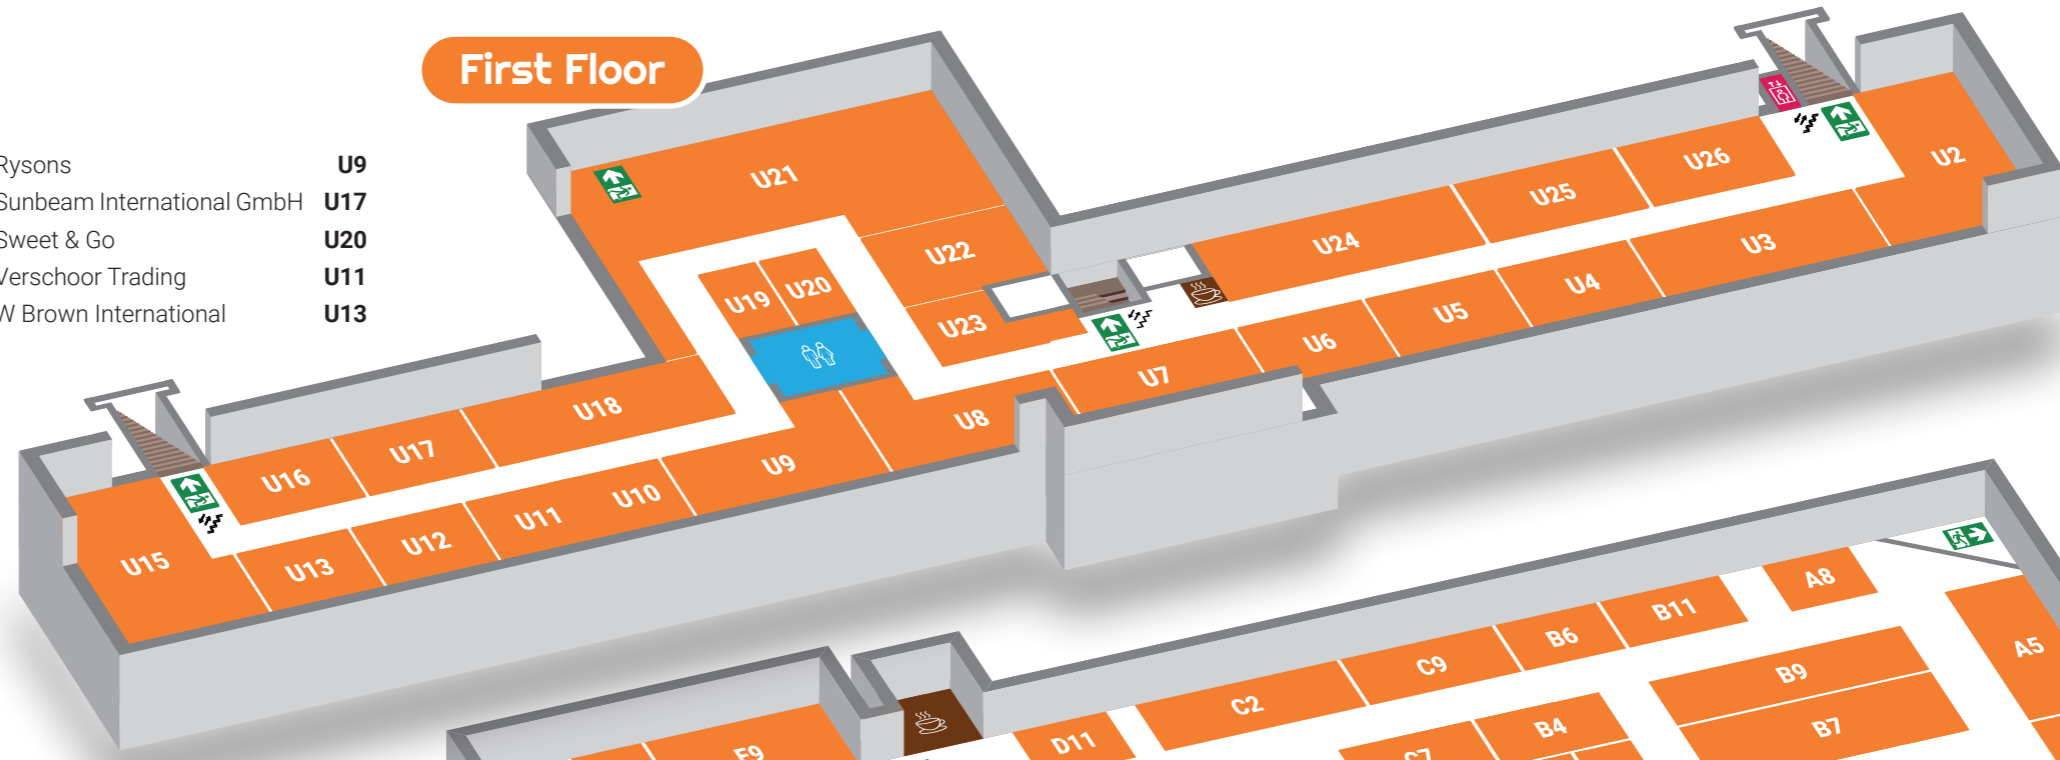 First Floor
Rysons U9
Sunbeam International GmbH U17
Sweet & Go U20
Verschoor Trading U11
W Brown International U13
U21
U22
U23
U19
U20
U24
U25
U26
U2
U3
U4
U5
U6
U7
U8
U9
U10
U11
U12
U13
U15
U16
U17
U18
A8
B11
B6
C9
C2
D11
A5
B9
B7
B4
C7
F9